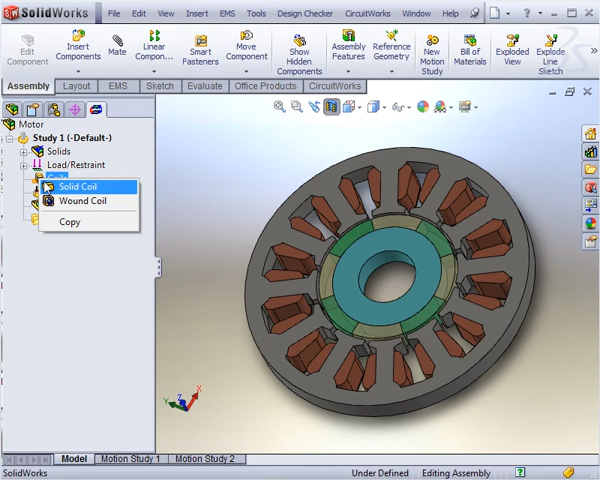 SW SolidWorks File Edit View Insert EMS Tools Design Checker CircuitWorks Window Help
Edit Component Insert Components Mate Linear Compon... Smart Fasteners Move Component Show Hidden Components Assembly Features Reference Geometry New Motion Study Bill of Materials Exploded View Explode Line Sketch
Assembly Layout EMS Sketch Evaluate Office Products CircuitWorks
Motor
Study 1 (-Default-)
Solids
Load/Restraint
Coils
Solid Coil
Wound Coil
Copy
X
Y
Z
Model Motion Study 1 Motion Study 2
SolidWorks Under Defined Editing Assembly